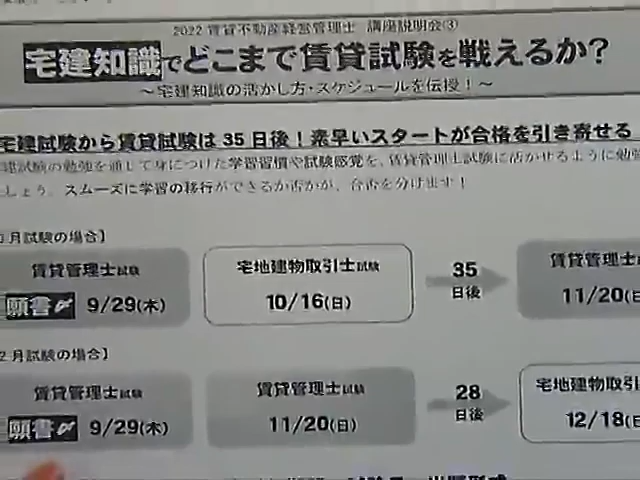 2022 賃貸不動産経営管理士 講座説明会③
宅建知識でどこまで賃貸試験を戦えるか?
～宅建知識の活かし方・スケジュールを伝授！～
宅建試験から賃貸試験は35日後！素早いスタートが合格を引き寄せる
建試験の勉強を通して身につけた学習習慣や試験感覚を、賃貸管理士試験に活かせるように勉強
しょう。スムーズに学習の移行ができるか否かが、合否を分けます！
月試験の場合】
賃貸管理士試験
願書〆 9/29(木)
宅地建物取引士試験
10/16(日)
35
日後
賃貸管理士
11/20(日
2月試験の場合】
賃貸管理士試験
願書〆 9/29(木)
賃貸管理士試験
11/20(日)
28
日後
宅地建物取引
12/18(日